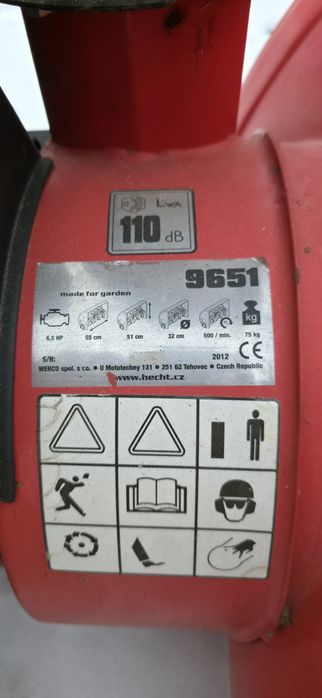 LWA
110 dB
9651
made for garden
kg
6,5 HP 55 cm 51 cm 32 cm 500 / min. 75 kg
S/N: 2012 CE
WERCO spol. s r.o. ● U Mototechny 131 ● 251 62 Tehovec ● Czech Republic
www.hecht.cz